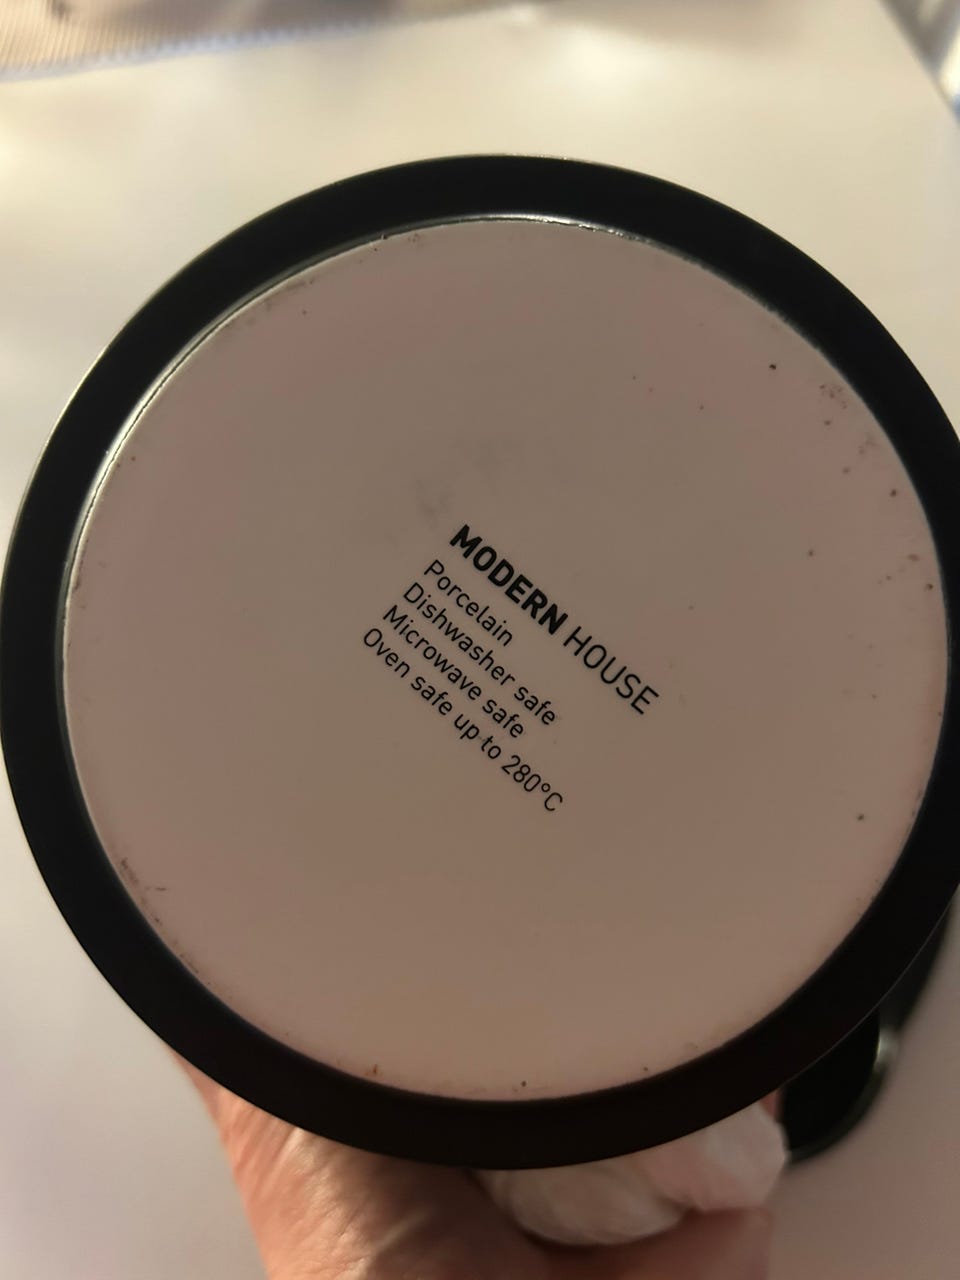 MODERN HOUSE
Porcelain
Dishwasher safe
Microwave safe
Oven safe up to 280°C